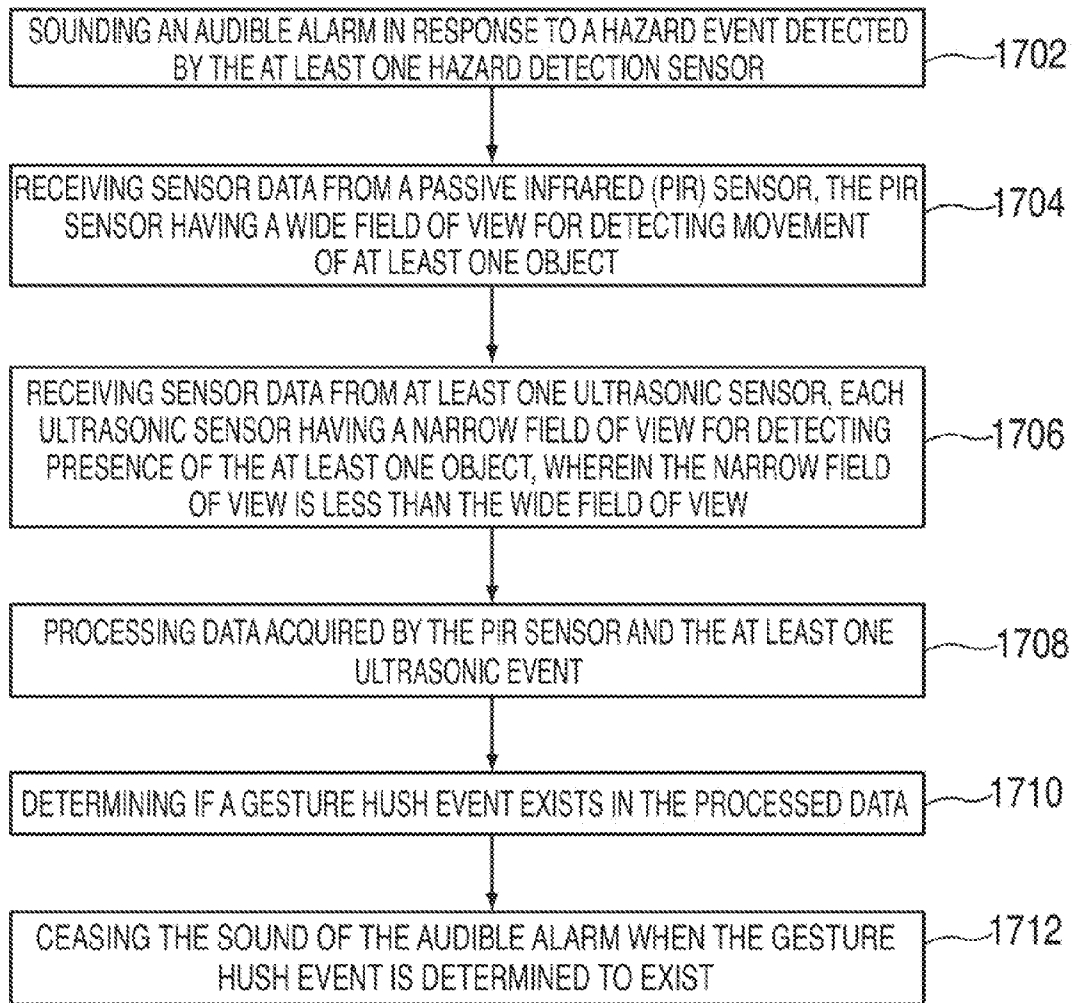 SOUNDING AN AUDIBLE ALARM IN RESPONSE TO A HAZARD EVENT DETECTED
BY THE AT LEAST ONE HAZARD DETECTION SENSOR
1702
RECEIVING SENSOR DATA FROM A PASSIVE INFRARED (PIR) SENSOR, THE PIR
SENSOR HAVING A WIDE FIELD OF VIEW FOR DETECTING MOVEMENT
OF AT LEAST ONE OBJECT
1704
RECEIVING SENSOR DATA FROM AT LEAST ONE ULTRASONIC SENSOR, EACH
ULTRASONIC SENSOR HAVING A NARROW FIELD OF VIEW FOR DETECTING
PRESENCE OF THE AT LEAST ONE OBJECT, WHEREIN THE NARROW FIELD
OF VIEW IS LESS THAN THE WIDE FIELD OF VIEW
1706
PROCESSING DATA ACQUIRED BY THE PIR SENSOR AND THE AT LEAST ONE
ULTRASONIC EVENT
1708
DETERMINING IF A GESTURE HUSH EVENT EXISTS IN THE PROCESSED DATA
1710
CEASING THE SOUND OF THE AUDIBLE ALARM WHEN THE GESTURE
HUSH EVENT IS DETERMINED TO EXIST
1712